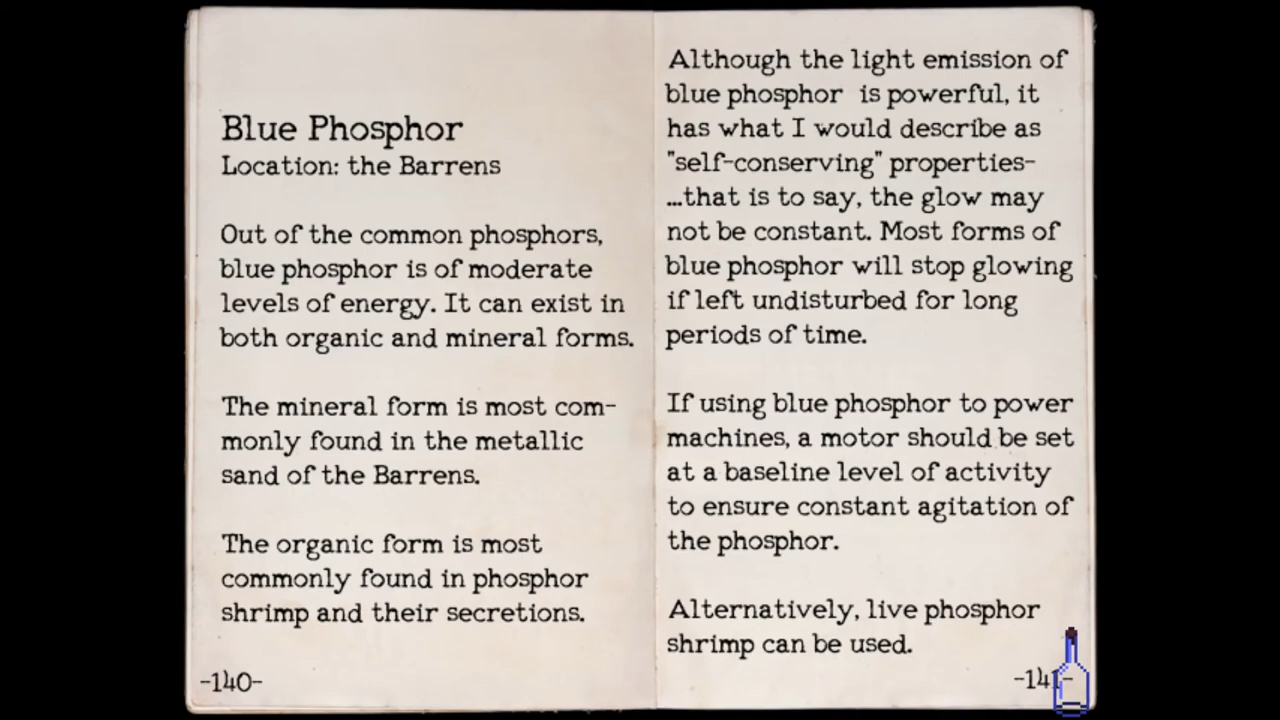 Blue Phosphor
Location: the Barrens
Out of the common phosphors,
blue phosphor is of moderate
levels of energy. It can exist in
both organic and mineral forms.
The mineral form is most com-
monly found in the metallic
sand of the Barrens.
The organic form is most
commonly found in phosphor
shrimp and their secretions.
-140-
Although the light emission of
blue phosphor  is powerful, it
has what I would describe as
"self-conserving" properties-
...that is to say, the glow may
not be constant. Most forms of
blue phosphor will stop glowing
if left undisturbed for long
periods of time.
If using blue phosphor to power
machines, a motor should be set
at a baseline level of activity
to ensure constant agitation of
the phosphor.
Alternatively, live phosphor
shrimp can be used.
-141-